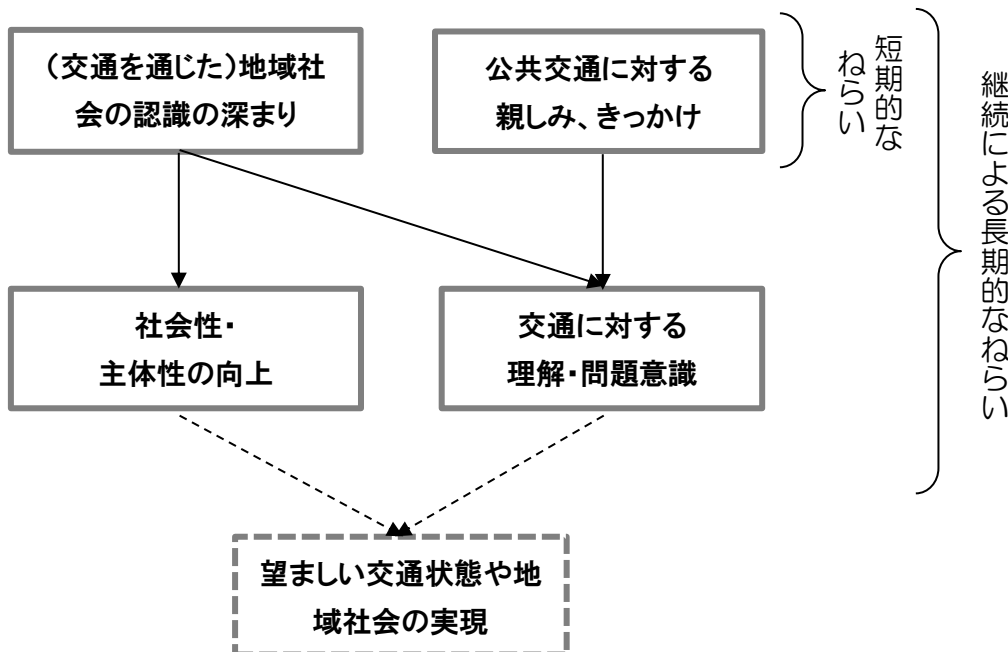 （交通を通じた）地域社
会の認識の深まり
公共交通に対する
親しみ、きっかけ
短期的な
ねらい
継続による長期的なねらい
社会性・
主体性の向上
交通に対する
理解・問題意識
望ましい交通状態や地
域社会の実現